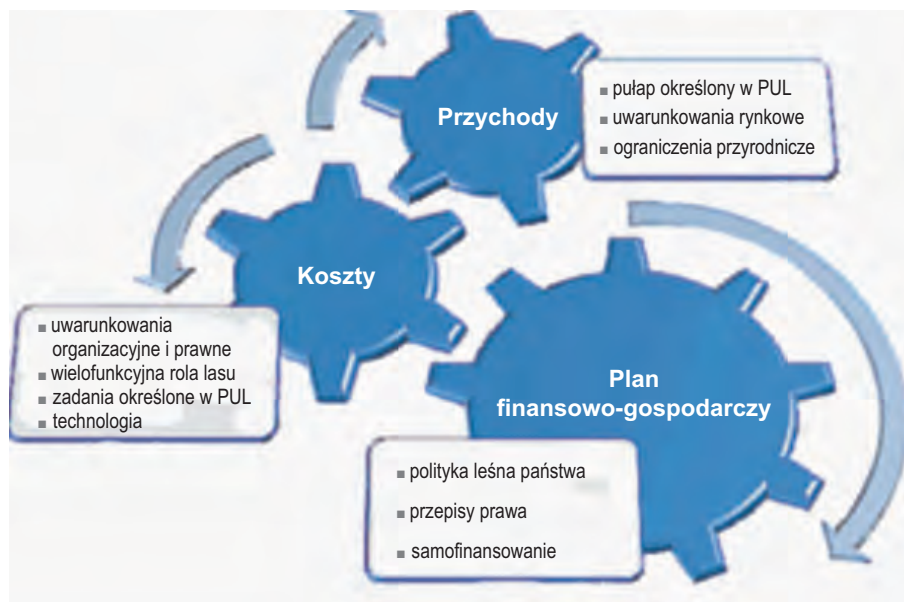 Przychody
■ pułap określony w PUL
■ uwarunkowania rynkowe
■ ograniczenia przyrodnicze
Koszty
■ uwarunkowania
organizacyjne i prawne
■ wielofunkcyjna rola lasu
■ zadania określone w PUL
■ technologia
Plan
finansowo-gospodarczy
■ polityka leśna państwa
■ przepisy prawa
■ samofinansowanie